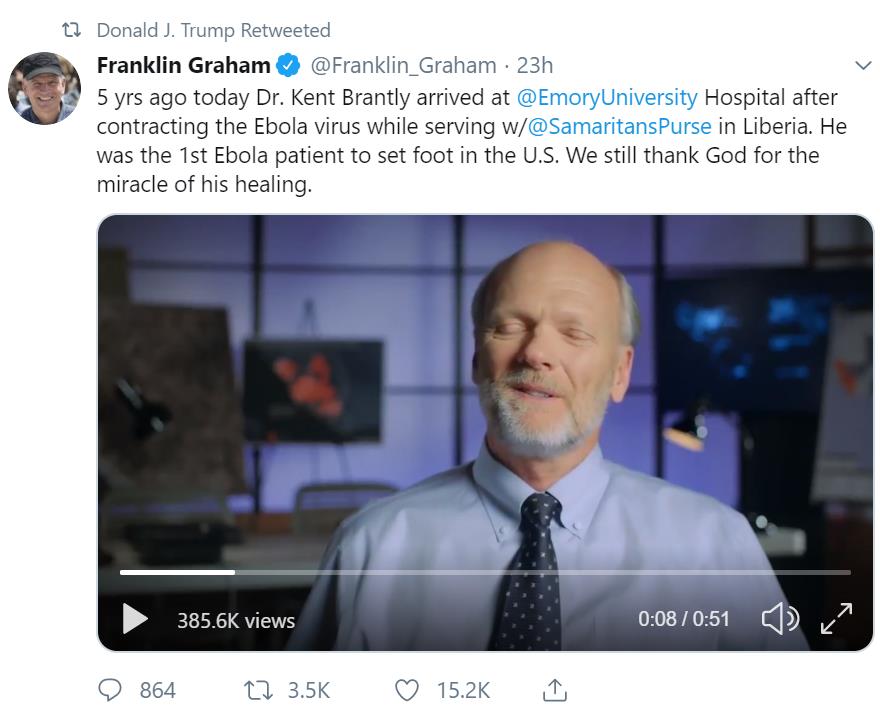 Donald J. Trump Retweeted
Franklin Graham @Franklin_Graham · 23h
5 yrs ago today Dr. Kent Brantly arrived at @EmoryUniversity Hospital after
contracting the Ebola virus while serving w/@SamaritansPurse in Liberia. He
was the 1st Ebola patient to set foot in the U.S. We still thank God for the
miracle of his healing.
385.6K views 0:08 / 0:51
864 3.5K 15.2K